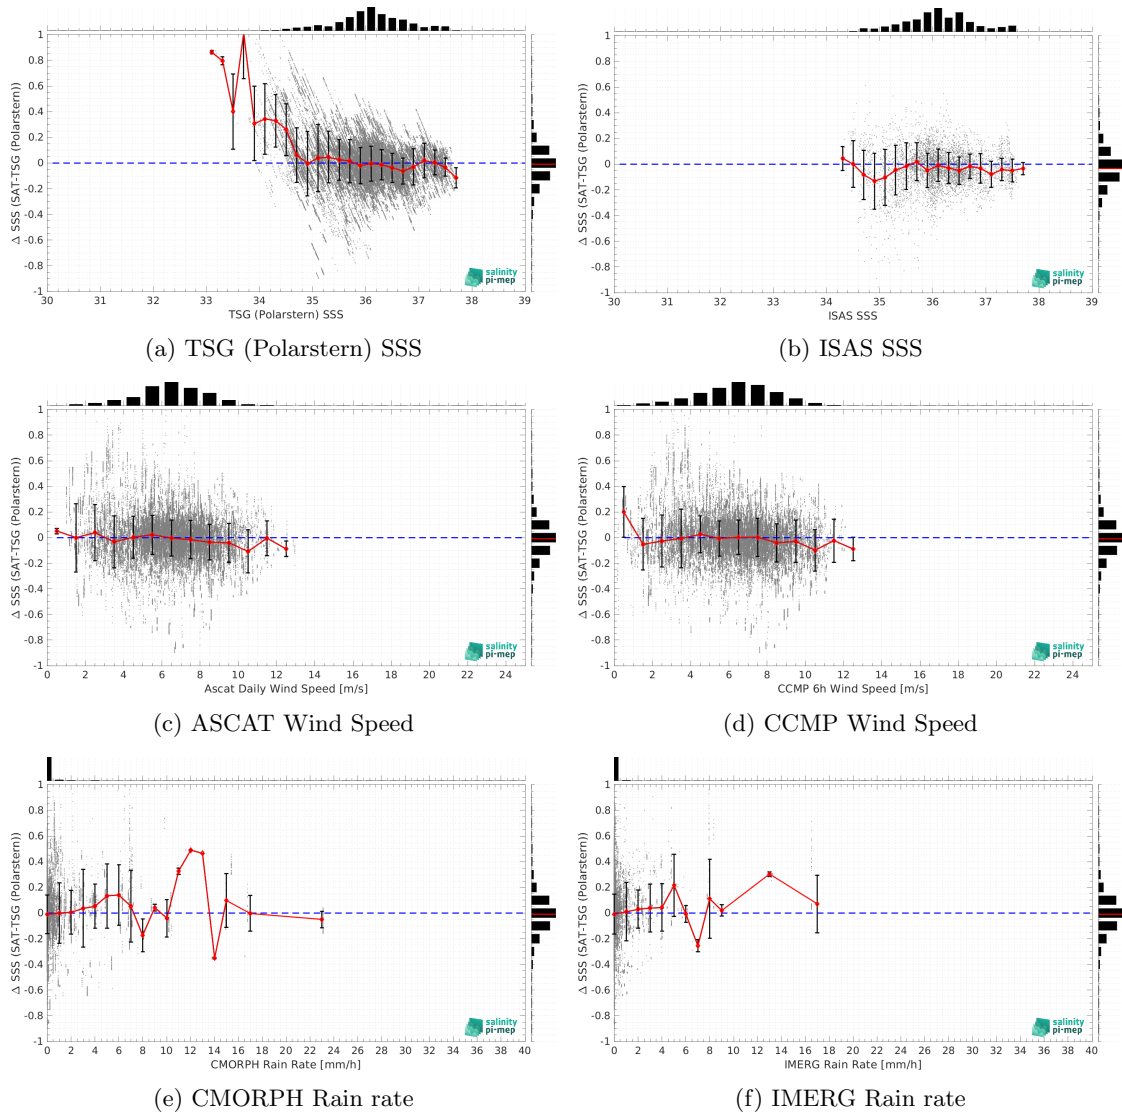 1
0.8
0.6
0.4
0.2
0
-0.2
-0.4
-0.6
-0.8
-1
Δ SSS (SAT-TSG (Polarstern))
salinity
pi-mep
30 31 32 33 34 35 36 37 38 39
TSG (Polarstern) SSS
(a) TSG (Polarstern) SSS
1
0.8
0.6
0.4
0.2
0
-0.2
-0.4
-0.6
-0.8
-1
Δ SSS (SAT-TSG (Polarstern))
salinity
pi-mep
30 31 32 33 34 35 36 37 38 39
ISAS SSS
(b) ISAS SSS
1
0.8
0.6
0.4
0.2
0
-0.2
-0.4
-0.6
-0.8
-1
Δ SSS (SAT-TSG (Polarstern))
salinity
pi-mep
0 2 4 6 8 10 12 14 16 18 20 22 24
Ascat Daily Wind Speed [m/s]
(c) ASCAT Wind Speed
1
0.8
0.6
0.4
0.2
0
-0.2
-0.4
-0.6
-0.8
-1
Δ SSS (SAT-TSG (Polarstern))
salinity
pi-mep
0 2 4 6 8 10 12 14 16 18 20 22 24
CCMP 6h Wind Speed [m/s]
(d) CCMP Wind Speed
1
0.8
0.6
0.4
0.2
0
-0.2
-0.4
-0.6
-0.8
-1
Δ SSS (SAT-TSG (Polarstern))
salinity
pi-mep
0 2 4 6 8 10 12 14 16 18 20 22 24 26 28 30 32 34 36 38 40
CMORPH Rain Rate [mm/h]
(e) CMORPH Rain rate
1
0.8
0.6
0.4
0.2
0
-0.2
-0.4
-0.6
-0.8
-1
Δ SSS (SAT-TSG (Polarstern))
salinity
pi-mep
0 2 4 6 8 10 12 14 16 18 20 22 24 26 28 30 32 34 36 38 40
IMERG Rain Rate [mm/h]
(f) IMERG Rain rate